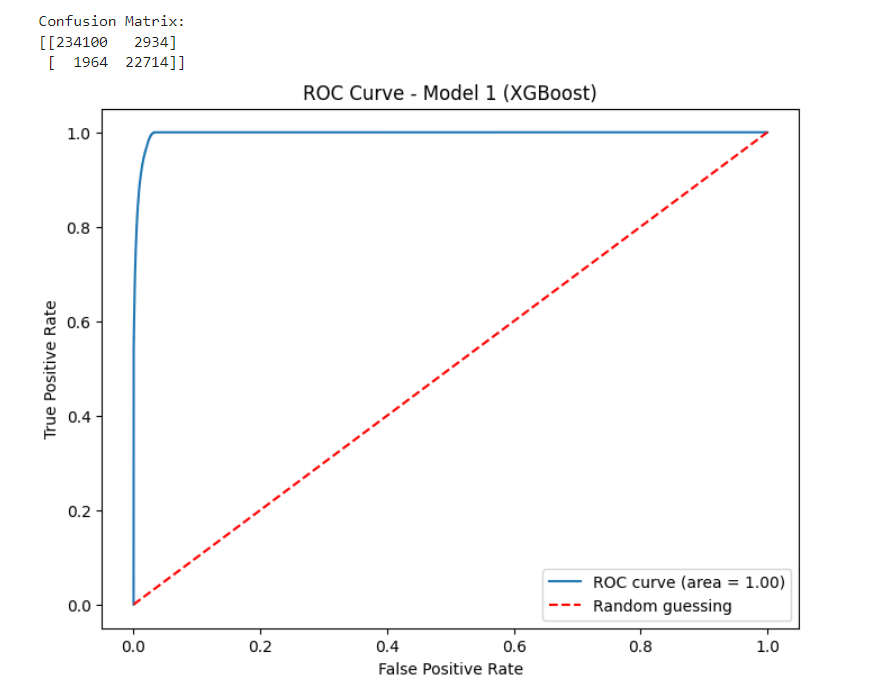 Confusion Matrix:
[[234100   2934]
 [  1964  22714]]
ROC Curve - Model 1 (XGBoost)
True Positive Rate
1.0
0.8
0.6
0.4
0.2
0.0
ROC curve (area = 1.00)
Random guessing
0.0 0.2 0.4 0.6 0.8 1.0
False Positive Rate